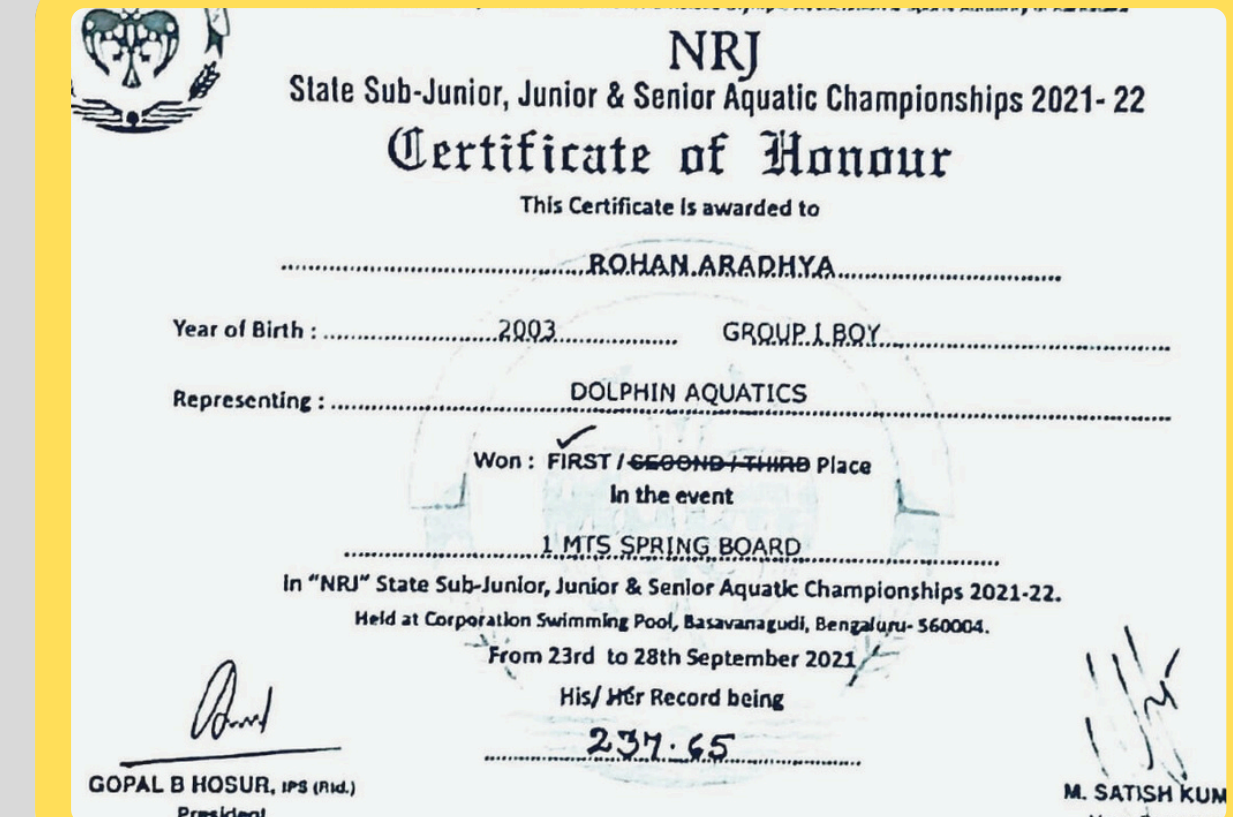 NRJ
State Sub-Junior, Junior & Senior Aquatic Championships 2021- 22
Certificate of Honour
This Certificate is awarded to
ROHAN ARADHYA
Year of Birth : 2003 GROUP I BOY
Representing : DOLPHIN AQUATICS
Won : FIRST / SECOND / THIRD Place
In the event
1 MTS SPRING BOARD
in "NRJ" State Sub-Junior, Junior & Senior Aquatic Championships 2021-22.
Held at Corporation Swimming Pool, Basavanagudi, Bengaluru- 560004.
From 23rd to 28th September 2021
His/ Her Record being
237.65
GOPAL B HOSUR, IPS (Rtd.)
President
M. SATISH KUM